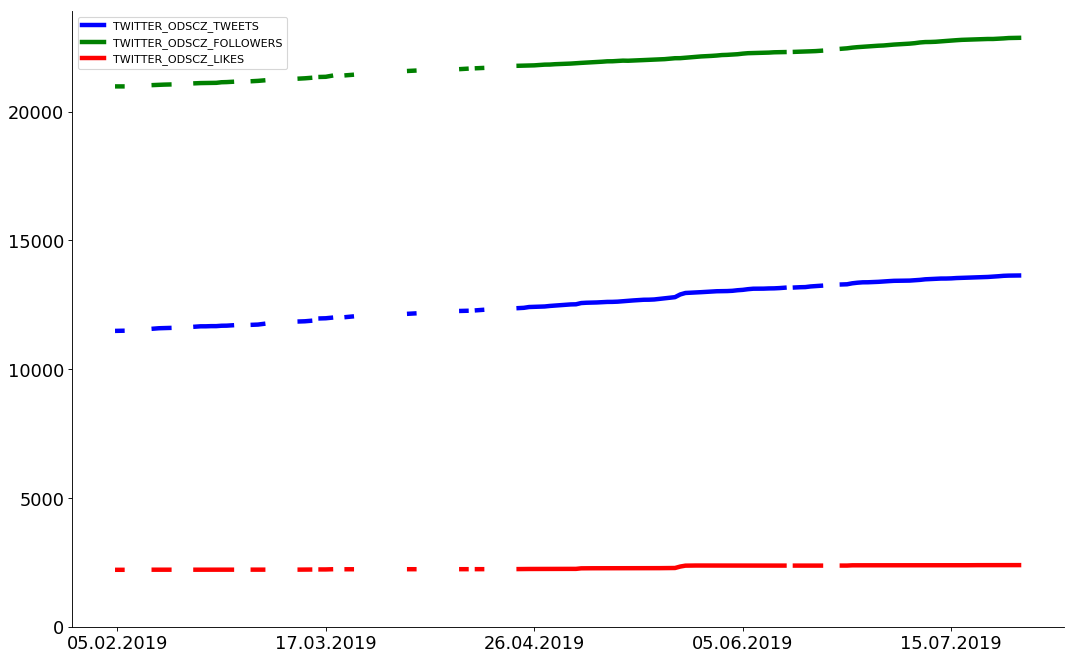 TWITTER_ODSCZ_TWEETS
TWITTER_ODSCZ_FOLLOWERS
TWITTER_ODSCZ_LIKES
20000
15000
10000
5000
0
05.02.2019 17.03.2019 26.04.2019 05.06.2019 15.07.2019